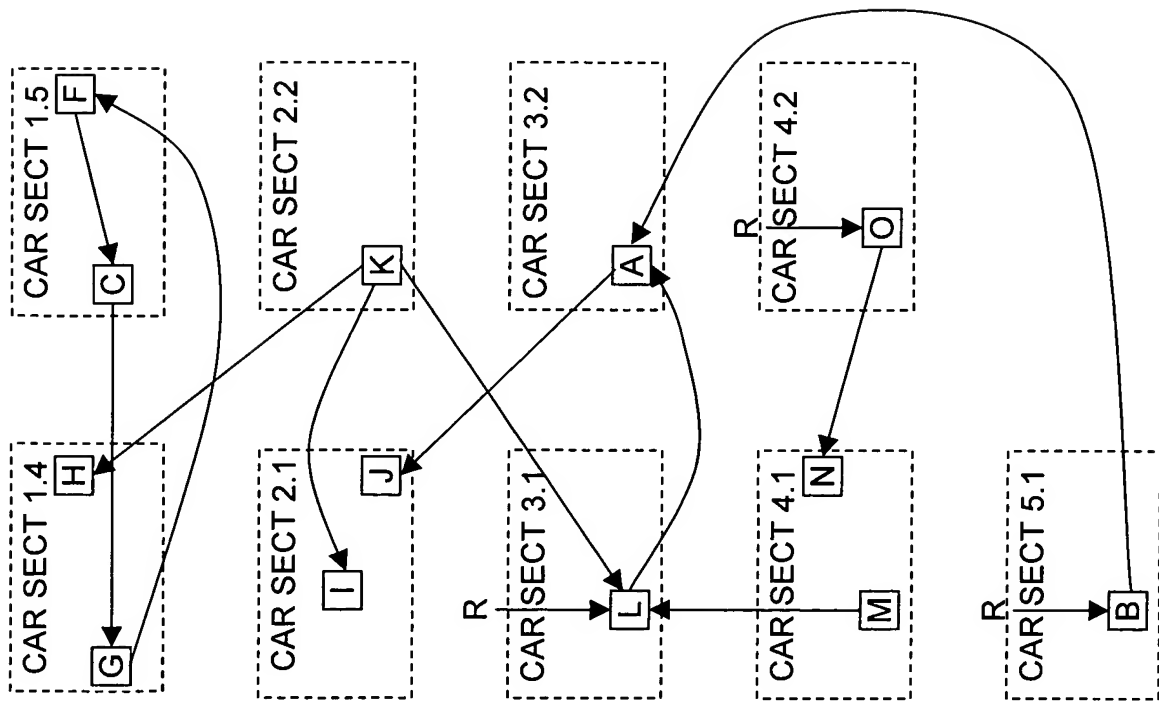 CAR SECT 1.4
G
H
CAR SECT 1.5
C
F
CAR SECT 2.1
I
J
CAR SECT 2.2
K
R
CAR SECT 3.1
L
CAR SECT 3.2
A
CAR SECT 4.1
M
N
R
CAR SECT 4.2
O
R
CAR SECT 5.1
B